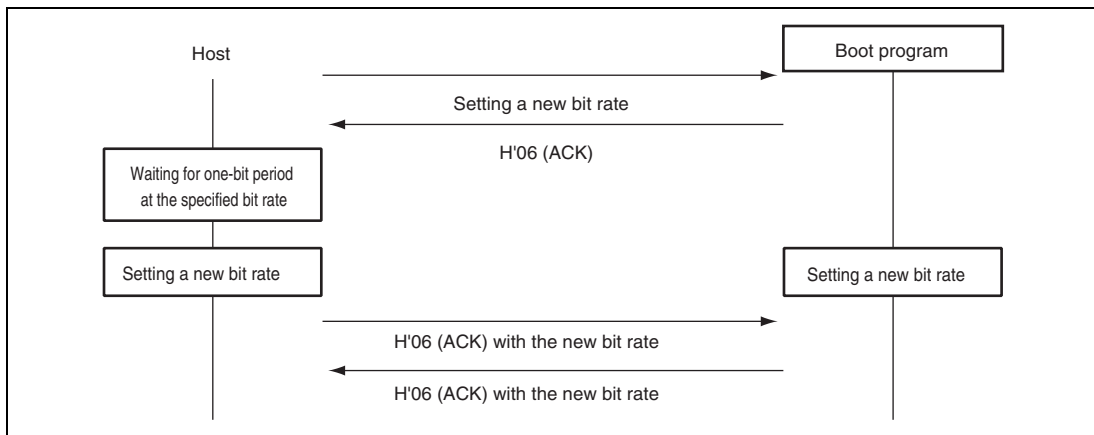 Host
Boot program
Setting a new bit rate
H'06 (ACK)
Waiting for one-bit period
at the specified bit rate
Setting a new bit rate
Setting a new bit rate
H'06 (ACK) with the new bit rate
H'06 (ACK) with the new bit rate